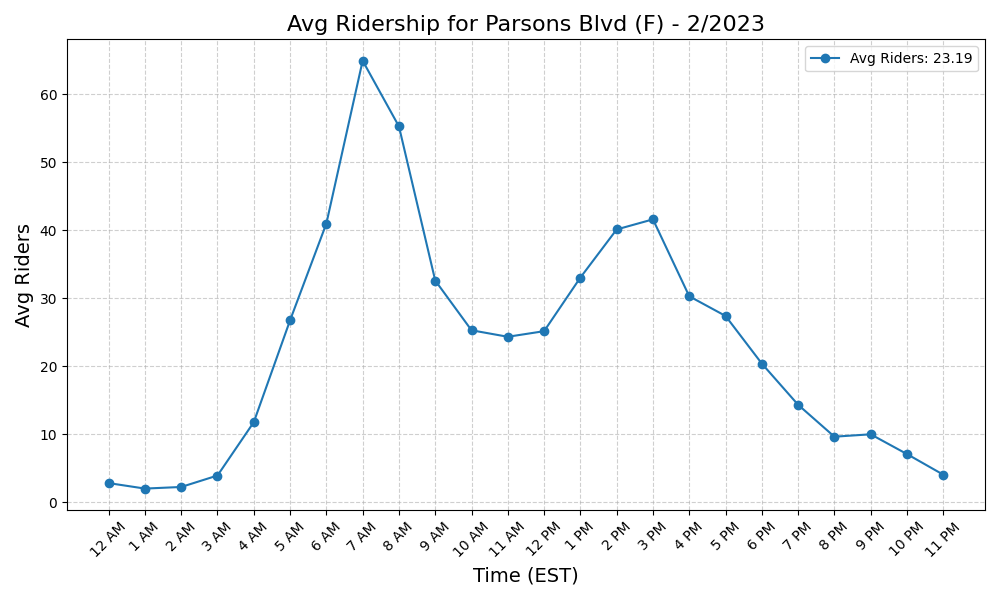 Avg Ridership for Parsons Blvd (F) - 2/2023
Avg Riders: 23.19
Avg Riders
60
50
40
30
20
10
0
12 AM
1 AM
2 AM
3 AM
4 AM
5 AM
6 AM
7 AM
8 AM
9 AM
10 AM
11 AM
12 PM
1 PM
2 PM
3 PM
4 PM
5 PM
6 PM
7 PM
8 PM
9 PM
10 PM
11 PM
Time (EST)